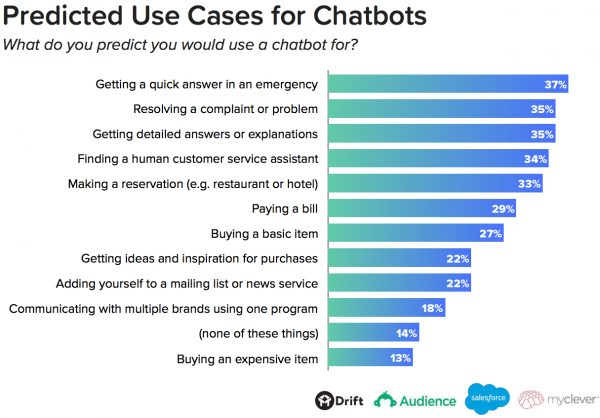 Predicted Use Cases for Chatbots
What do you predict you would use a chatbot for?
Getting a quick answer in an emergency 37%
Resolving a complaint or problem 35%
Getting detailed answers or explanations 35%
Finding a human customer service assistant 34%
Making a reservation (e.g. restaurant or hotel) 33%
Paying a bill 29%
Buying a basic item 27%
Getting ideas and inspiration for purchases 22%
Adding yourself to a mailing list or news service 22%
Communicating with multiple brands using one program 18%
(none of these things) 14%
Buying an expensive item 13%
Drift Audience salesforce myclever